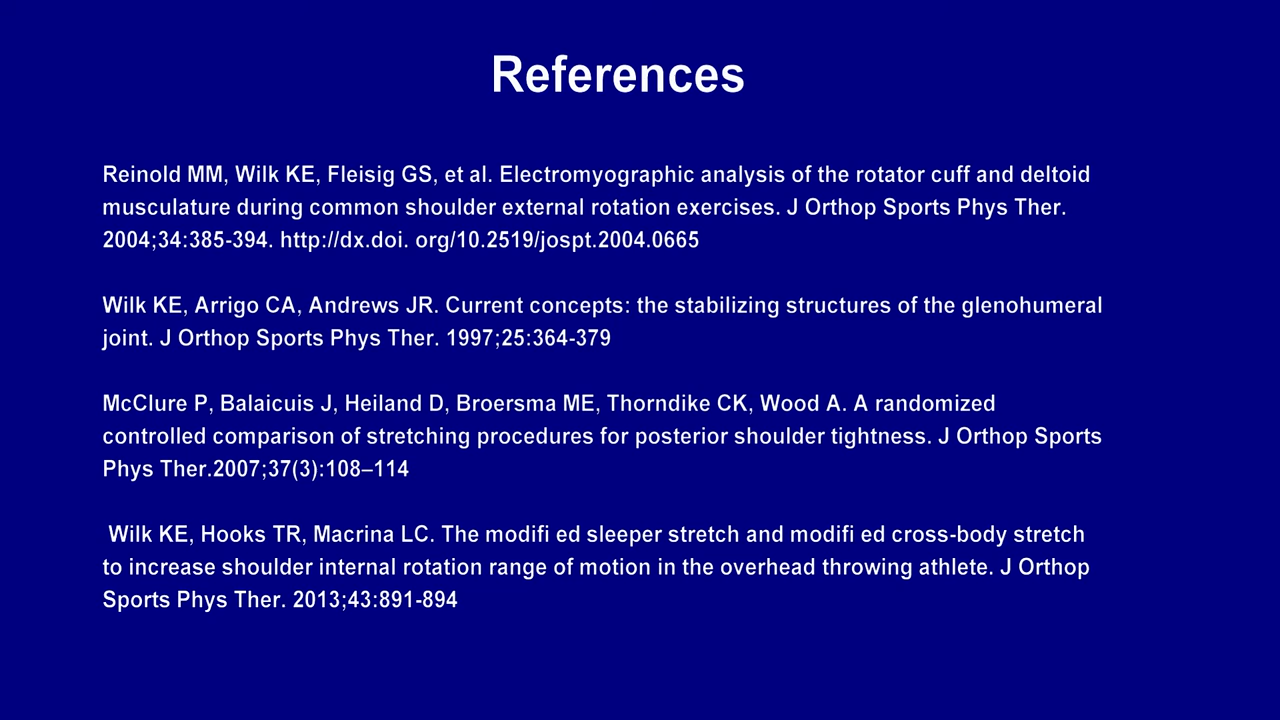 References
Reinold MM, Wilk KE, Fleisig GS, et al. Electromyographic analysis of the rotator cuff and deltoid
musculature during common shoulder external rotation exercises. J Orthop Sports Phys Ther.
2004;34:385-394. http://dx.doi. org/10.2519/jospt.2004.0665
Wilk KE, Arrigo CA, Andrews JR. Current concepts: the stabilizing structures of the glenohumeral
joint. J Orthop Sports Phys Ther. 1997;25:364-379
McClure P, Balaicuis J, Heiland D, Broersma ME, Thorndike CK, Wood A. A randomized
controlled comparison of stretching procedures for posterior shoulder tightness. J Orthop Sports
Phys Ther.2007;37(3):108–114
Wilk KE, Hooks TR, Macrina LC. The modifi ed sleeper stretch and modifi ed cross-body stretch
to increase shoulder internal rotation range of motion in the overhead throwing athlete. J Orthop
Sports Phys Ther. 2013;43:891-894